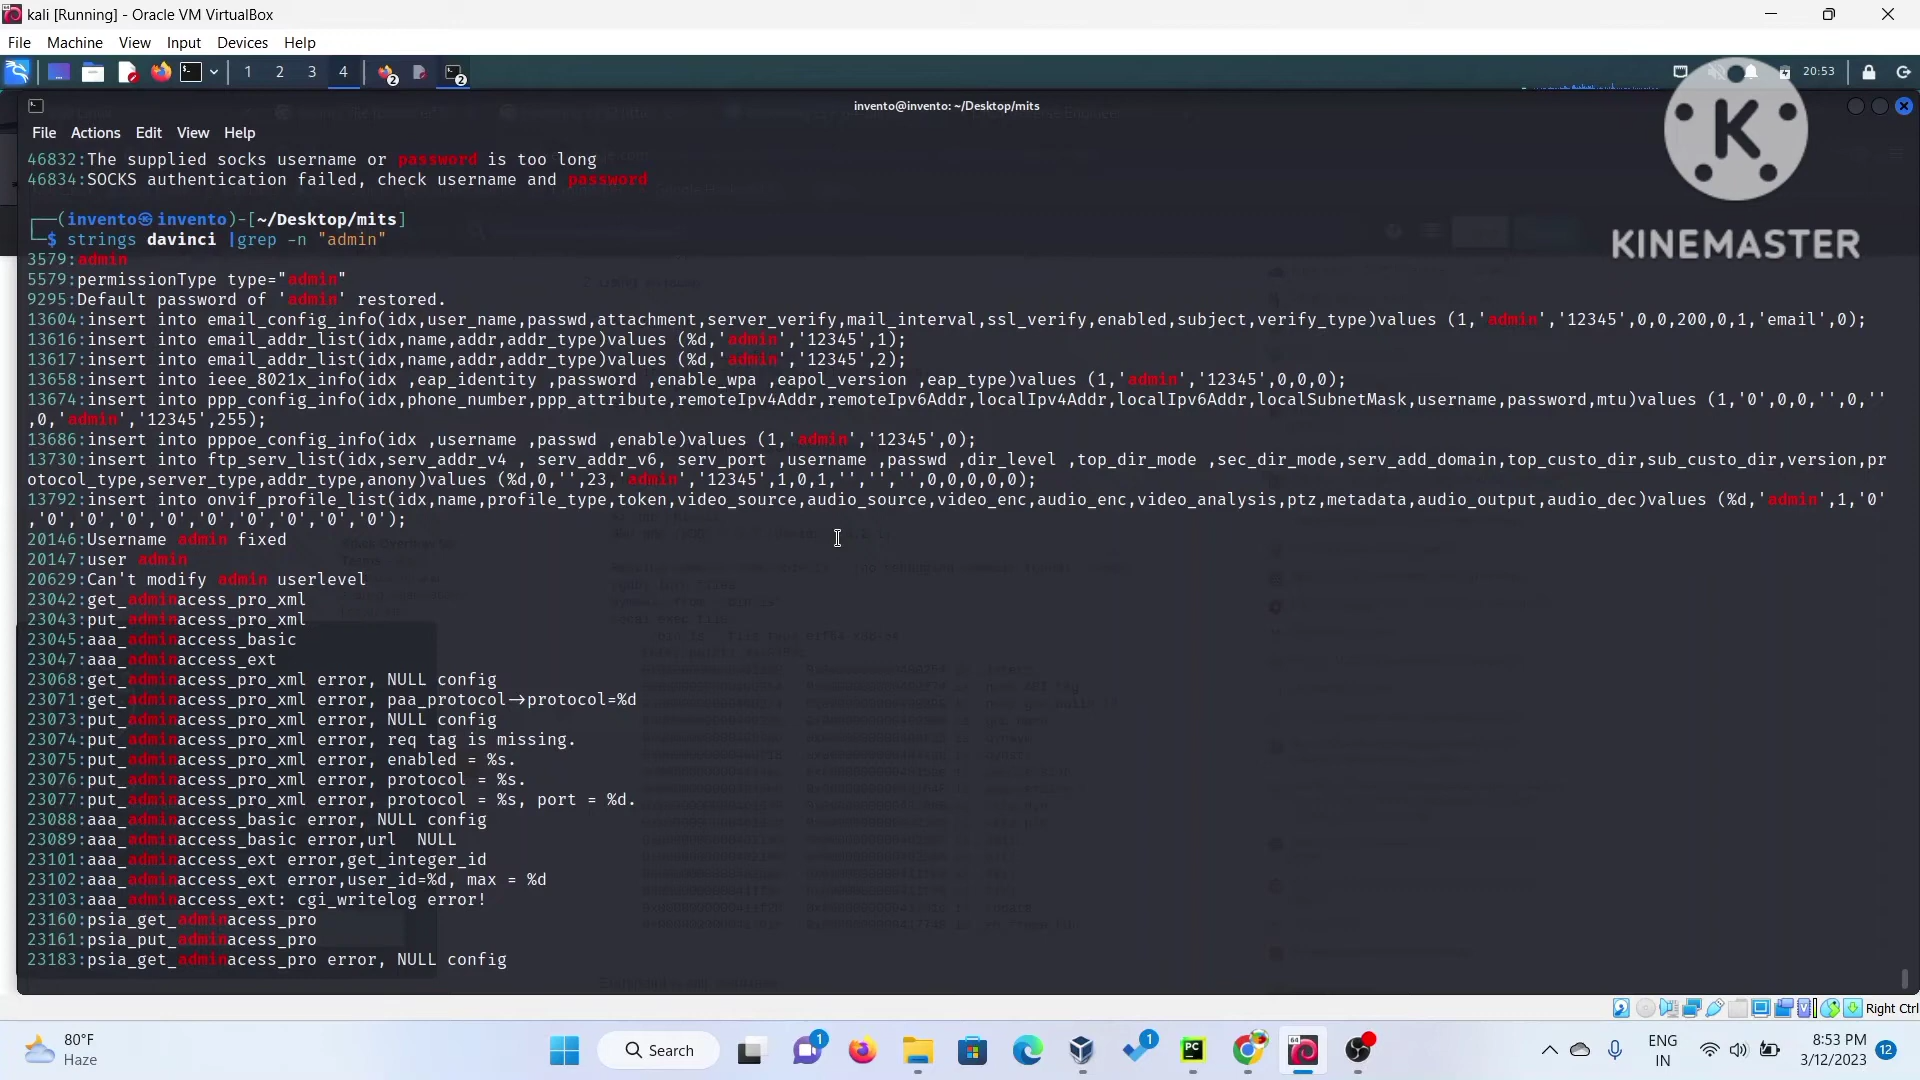 kali [Running] - Oracle VM VirtualBox
File Machine View Input Devices Help
1 2 3 4 2 2 20:53
invento@invento: ~/Desktop/mits
File Actions Edit View Help
46832:The supplied socks username or password is too long
46834:SOCKS authentication failed, check username and password
K
KINEMASTER
┌──(invento㉿invento)-[~/Desktop/mits]
└─$ strings davinci |grep -n "admin"
3579:admin
5579:permissionType type="admin"
9295:Default password of 'admin' restored.
13604:insert into email_config_info(idx,user_name,passwd,attachment,server_verify,mail_interval,ssl_verify,enabled,subject,verify_type)values (1,'admin','12345',0,0,200,0,1,'email',0);
13616:insert into email_addr_list(idx,name,addr,addr_type)values (%d,'admin','12345',1);
13617:insert into email_addr_list(idx,name,addr,addr_type)values (%d,'admin','12345',2);
13658:insert into ieee_8021x_info(idx ,eap_identity ,password ,enable_wpa ,eapol_version ,eap_type)values (1,'admin','12345',0,0,0);
13674:insert into ppp_config_info(idx,phone_number,ppp_attribute,remoteIpv4Addr,remoteIpv6Addr,localIpv4Addr,localIpv6Addr,localSubnetMask,username,password,mtu)values (1,'0',0,0,'',0,''
,0,'admin','12345',255);
13686:insert into pppoe_config_info(idx ,username ,passwd ,enable)values (1,'admin','12345',0);
13730:insert into ftp_serv_list(idx,serv_addr_v4 , serv_addr_v6, serv_port ,username ,passwd ,dir_level ,top_dir_mode ,sec_dir_mode,serv_add_domain,top_custo_dir,sub_custo_dir,version,pr
otocol_type,server_type,addr_type,anony)values (%d,0,'',23,'admin','12345',1,0,1,'','','',0,0,0,0,0);
13792:insert into onvif_profile_list(idx,name,profile_type,token,video_source,audio_source,video_enc,audio_enc,video_analysis,ptz,metadata,audio_output,audio_dec)values (%d,'admin',1,'0'
,'0','0','0','0','0','0','0','0','0');
20146:Username admin fixed
20147:user admin
20629:Can't modify admin userlevel
23042:get_adminacess_pro_xml
23043:put_adminacess_pro_xml
23045:aaa_adminaccess_basic
23047:aaa_adminaccess_ext
23068:get_adminacess_pro_xml error, NULL config
23071:get_adminacess_pro_xml error, paa_protocol→protocol=%d
23073:put_adminacess_pro_xml error, NULL config
23074:put_adminacess_pro_xml error, req tag is missing.
23075:put_adminacess_pro_xml error, enabled = %s.
23076:put_adminacess_pro_xml error, protocol = %s.
23077:put_adminacess_pro_xml error, protocol = %s, port = %d.
23088:aaa_adminaccess_basic error, NULL config
23089:aaa_adminaccess_basic error,url  NULL
23101:aaa_adminaccess_ext error,get_integer_id
23102:aaa_adminaccess_ext error,user_id=%d, max = %d
23103:aaa_adminaccess_ext: cgi_writelog error!
23160:psia_get_adminacess_pro
23161:psia_put_adminacess_pro
23183:psia_get_adminacess_pro error, NULL config
Right Ctrl
80°F
Haze
Search
1
1
PC
64
ENG
IN
8:53 PM
3/12/2023
12